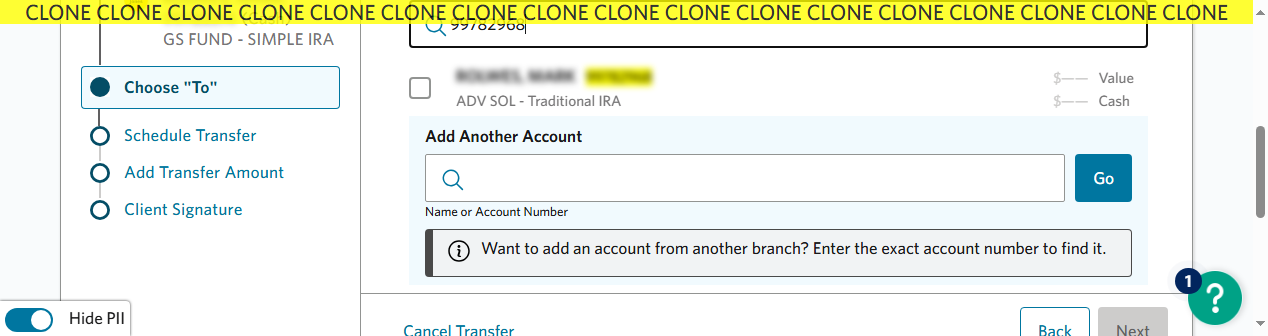 CLONE CLONE CLONE CLONE CLONE CLONE CLONE CLONE CLONE CLONE CLONE CLONE CLONE CLONE CLONE CLONE CLONE
GS FUND - SIMPLE IRA
Choose "To"
Schedule Transfer
Add Transfer Amount
Client Signature
99782968
$—— Value
ADV SOL - Traditional IRA
$—— Cash
Add Another Account
Go
Name or Account Number
Want to add an account from another branch? Enter the exact account number to find it.
1
?
Hide PII
Cancel Transfer
Back
Next